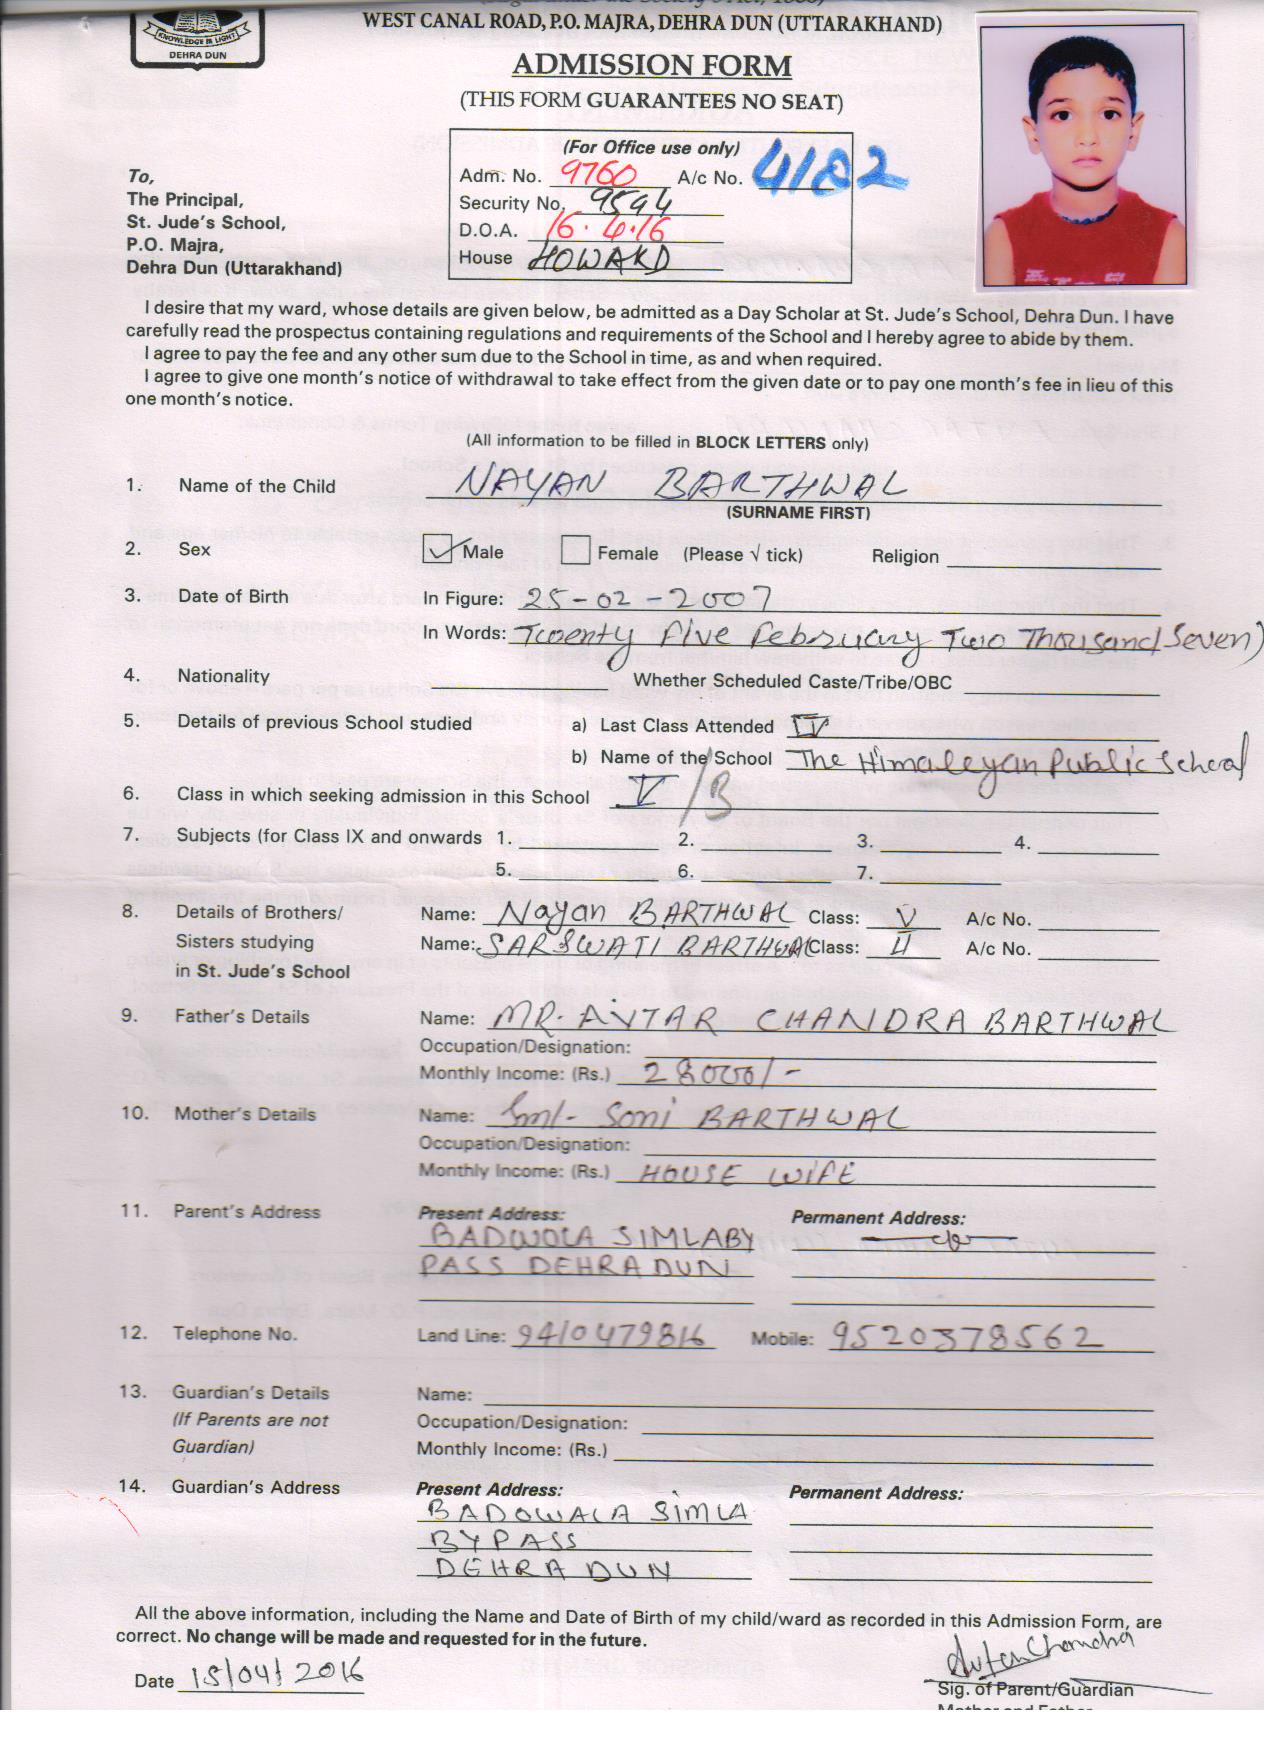 WEST CANAL ROAD, P.O. MAJRA, DEHRA DUN (UTTARAKHAND)
KNOWLEDGE IS LIGHT
DEHRA DUN
ADMISSION FORM
(THIS FORM GUARANTEES NO SEAT)
(For Office use only)
Adm. No. 9760 A/c No. 4182
Security No. 9594
D.O.A. 16.4.16
House HOWARD
To,
The Principal,
St. Jude's School,
P.O. Majra,
Dehra Dun (Uttarakhand)
I desire that my ward, whose details are given below, be admitted as a Day Scholar at St. Jude's School, Dehra Dun. I have
carefully read the prospectus containing regulations and requirements of the School and I hereby agree to abide by them.
I agree to pay the fee and any other sum due to the School in time, as and when required.
I agree to give one month's notice of withdrawal to take effect from the given date or to pay one month's fee in lieu of this
one month's notice.
(All information to be filled in BLOCK LETTERS only)
1. Name of the Child NAYAN BARTHWAL
(SURNAME FIRST)
2. Sex Male Female (Please √ tick) Religion
3. Date of Birth In Figure: 25-02-2007
In Words: Twenty five february Two Thousand Seven)
4. Nationality Whether Scheduled Caste/Tribe/OBC
5. Details of previous School studied a) Last Class Attended IV
b) Name of the School The Himaleyan Public School
6. Class in which seeking admission in this School V/B
7. Subjects (for Class IX and onwards 1. 2. 3. 4.
5. 6. 7.
8. Details of Brothers/ Name: Nayan BARTHWAL Class: V A/c No.
Sisters studying Name: SARSWATI BARTHWAL Class: II A/c No.
in St. Jude's School
9. Father's Details Name: MR. AVTAR CHANDRA BARTHWAL
Occupation/Designation:
Monthly Income: (Rs.) 28000/-
10. Mother's Details Name: Smt- Soni BARTHWAL
Occupation/Designation:
Monthly Income: (Rs.) HOUSE WIFE
11. Parent's Address Present Address: Permanent Address:
BADWOLA SIMLABY
PASS DEHRA DUN
12. Telephone No. Land Line: 9410479816 Mobile: 9520378562
13. Guardian's Details Name:
(If Parents are not Occupation/Designation:
Guardian) Monthly Income: (Rs.)
14. Guardian's Address Present Address: Permanent Address:
BADOWALA SIMLA
BYPASS
DEHRA DUN
All the above information, including the Name and Date of Birth of my child/ward as recorded in this Admission Form, are
correct. No change will be made and requested for in the future.
Date 15/04/2016 Avtar Chandra
Sig. of Parent/Guardian